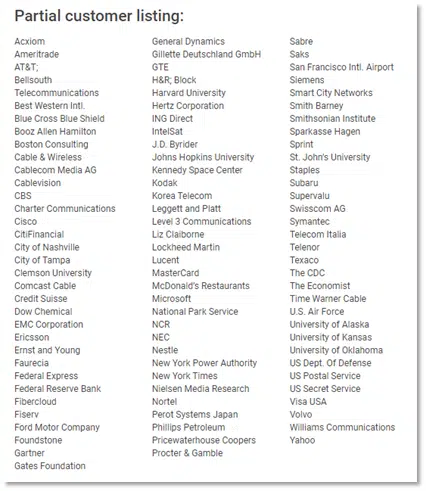 Partial customer listing:
Acxiom
Ameritrade
AT&T;
Bellsouth
Telecommunications
Best Western Intl.
Blue Cross Blue Shield
Booz Allen Hamilton
Boston Consulting
Cable & Wireless
Cablecom Media AG
Cablevision
CBS
Charter Communications
Cisco
CitiFinancial
City of Nashville
City of Tampa
Clemson University
Comcast Cable
Credit Suisse
Dow Chemical
EMC Corporation
Ericsson
Ernst and Young
Faurecia
Federal Express
Federal Reserve Bank
Fibercloud
Fiserv
Ford Motor Company
Foundstone
Gartner
Gates Foundation
General Dynamics
Gillette Deutschland GmbH
GTE
H&R; Block
Harvard University
Hertz Corporation
ING Direct
IntelSat
J.D. Byrider
Johns Hopkins University
Kennedy Space Center
Kodak
Korea Telecom
Leggett and Platt
Level 3 Communications
Liz Claiborne
Lockheed Martin
Lucent
MasterCard
McDonald's Restaurants
Microsoft
National Park Service
NCR
NEC
Nestle
New York Power Authority
New York Times
Nielsen Media Research
Nortel
Perot Systems Japan
Phillips Petroleum
Pricewaterhouse Coopers
Procter & Gamble
Sabre
Saks
San Francisco Intl. Airport
Siemens
Smart City Networks
Smith Barney
Smithsonian Institute
Sparkasse Hagen
Sprint
St. John's University
Staples
Subaru
Supervalu
Swisscom AG
Symantec
Telecom Italia
Telenor
Texaco
The CDC
The Economist
Time Warner Cable
U.S. Air Force
University of Alaska
University of Kansas
University of Oklahoma
US Dept. Of Defense
US Postal Service
US Secret Service
Visa USA
Volvo
Williams Communications
Yahoo